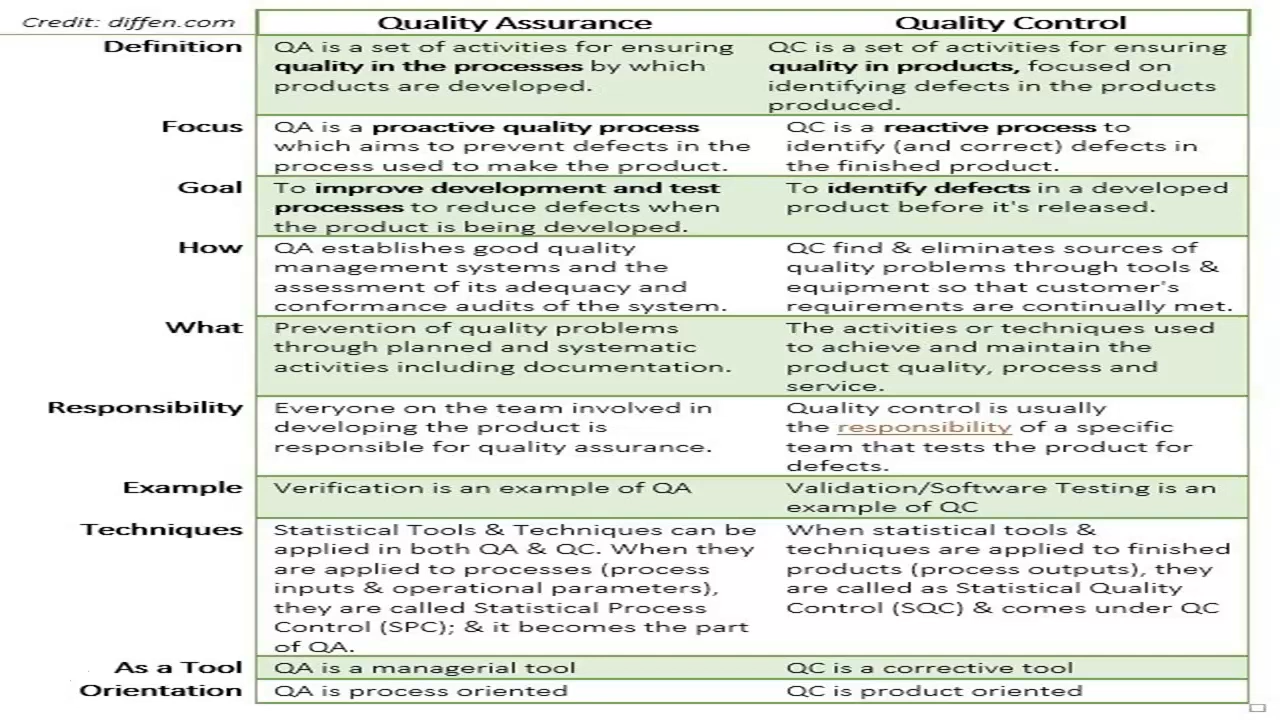 Credit: diffen.com
Quality Assurance
Quality Control
Definition
QA is a set of activities for ensuring
quality in the processes by which
products are developed.
QC is a set of activities for ensuring
quality in products, focused on
identifying defects in the products
produced.
Focus
QA is a proactive quality process
which aims to prevent defects in the
process used to make the product.
QC is a reactive process to
identify (and correct) defects in
the finished product.
Goal
To improve development and test
processes to reduce defects when
the product is being developed.
To identify defects in a developed
product before it's released.
How
QA establishes good quality
management systems and the
assessment of its adequacy and
conformance audits of the system.
QC find & eliminates sources of
quality problems through tools &
equipment so that customer's
requirements are continually met.
What
Prevention of quality problems
through planned and systematic
activities including documentation.
The activities or techniques used
to achieve and maintain the
product quality, process and
service.
Responsibility
Everyone on the team involved in
developing the product is
responsible for quality assurance.
Quality control is usually
the responsibility of a specific
team that tests the product for
defects.
Example
Verification is an example of QA
Validation/Software Testing is an
example of QC
Techniques
Statistical Tools & Techniques can be
applied in both QA & QC. When they
are applied to processes (process
inputs & operational parameters),
they are called Statistical Process
Control (SPC); & it becomes the part
of QA.
When statistical tools &
techniques are applied to finished
products (process outputs), they
are called as Statistical Quality
Control (SQC) & comes under QC
As a Tool
QA is a managerial tool
QC is a corrective tool
Orientation
QA is process oriented
QC is product oriented